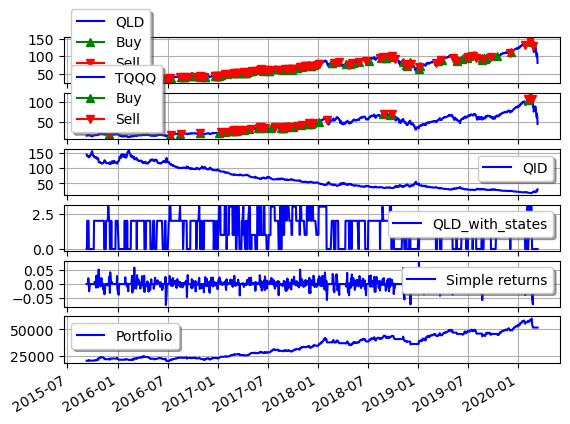 QLD
Buy
Sell
150
100
50
TQQQ
Buy
Sell
100
50
QID
150
100
50
QLD_with_states
2.5
0.0
Simple returns
0.05
0.00
−0.05
Portfolio
50000
25000
2015-07
2016-01
2016-07
2017-01
2017-07
2018-01
2018-07
2019-01
2019-07
2020-01